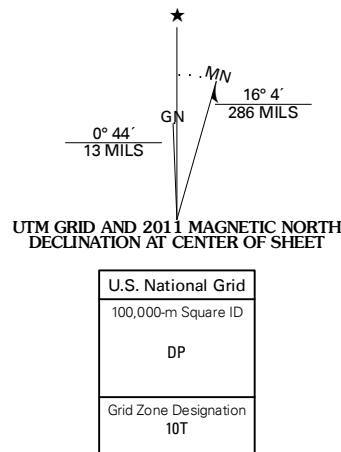 ★
MN
16° 4´
286 MILS
GN
0° 44´
13 MILS
UTM GRID AND 2011 MAGNETIC NORTH
DECLINATION AT CENTER OF SHEET
U.S. National Grid
100,000-m Square ID
DP
Grid Zone Designation
10T